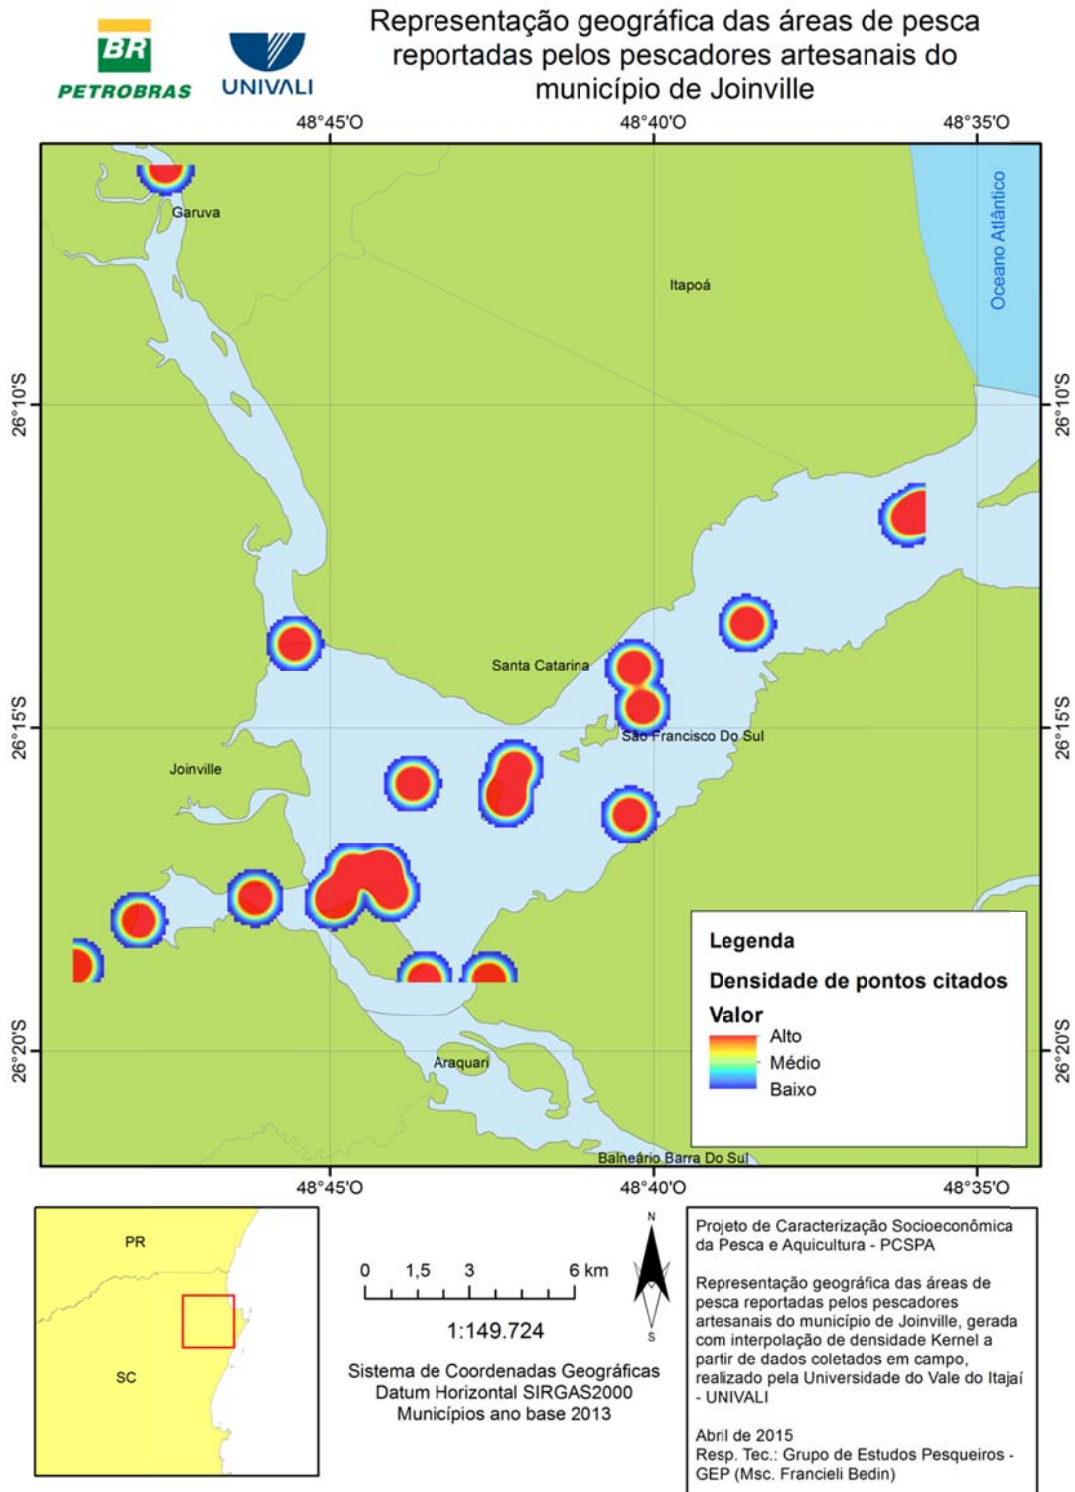 BR
PETROBRAS
UNIVALI
Representação geográfica das áreas de pesca
reportadas pelos pescadores artesanais do
município de Joinville
48°45'O
48°40'O
48°35'O
Garuva
Oceano Atlântico
Itapoá
26°10'S
26°10'S
Santa Catarina
26°15'S
26°15'S
São Francisco Do Sul
Joinville
Legenda
Densidade de pontos citados
Valor
Alto
Médio
Baixo
26°20'S
26°20'S
Araquari
Balneário Barra Do Sul
48°45'O
48°40'O
48°35'O
PR
SC
0 1,5 3 6 km
1:149.724
N
S
Sistema de Coordenadas Geográficas
Datum Horizontal SIRGAS2000
Municípios ano base 2013
Projeto de Caracterização Socioeconômica
da Pesca e Aquicultura - PCSPA
Representação geográfica das áreas de
pesca reportadas pelos pescadores
artesanais do município de Joinville, gerada
com interpolação de densidade Kernel a
partir de dados coletados em campo,
realizado pela Universidade do Vale do Itajaí
- UNIVALI
Abril de 2015
Resp. Tec.: Grupo de Estudos Pesqueiros -
GEP (Msc. Francieli Bedin)